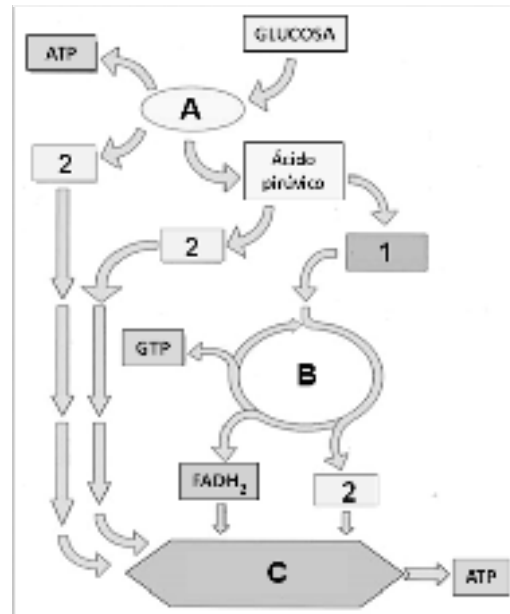 GLUCOSA
ATP
A
2
Ácido
pirúvico
2
1
GTP
B
FADH₂
2
C
ATP